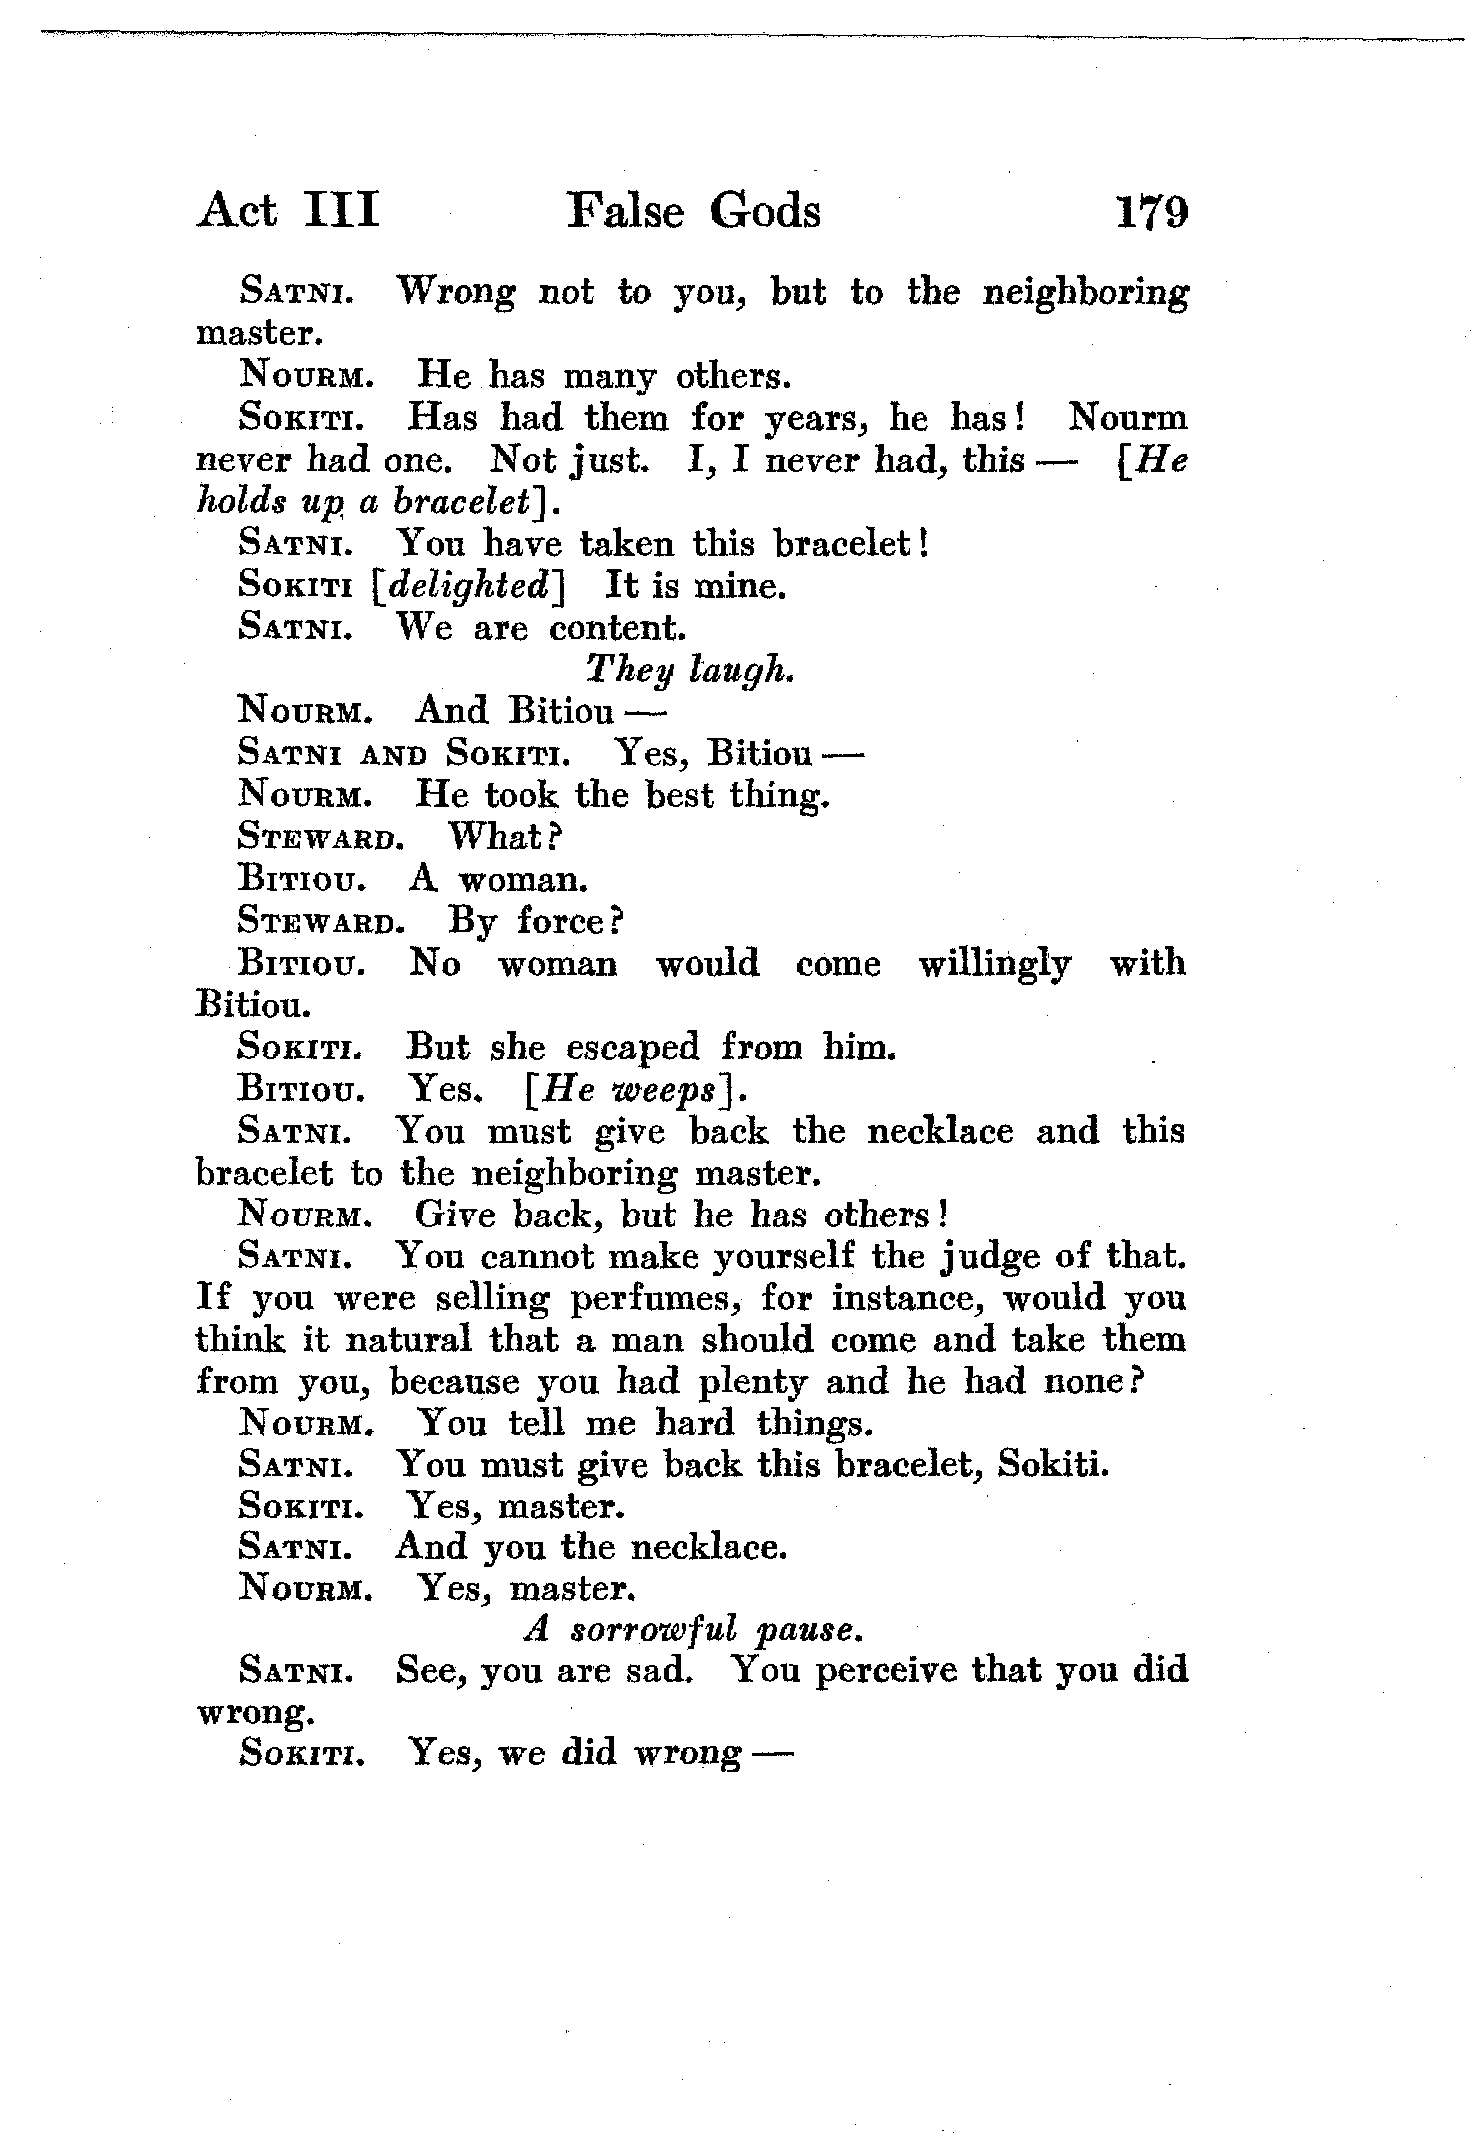 Act III False Gods 179
SATNI. Wrong not to you, but to the neighboring
master.
NOURM. He has many others.
SOKITI. Has had them for years, he has! Nourm
never had one. Not just. I, I never had, this — [He
holds up a bracelet].
SATNI. You have taken this bracelet!
SOKITI [delighted] It is mine.
SATNI. We are content.
They laugh.
NOURM. And Bitiou —
SATNI AND SOKITI. Yes, Bitiou —
NOURM. He took the best thing.
STEWARD. What?
BITIOU. A woman.
STEWARD. By force?
BITIOU. No woman would come willingly with
Bitiou.
SOKITI. But she escaped from him.
BITIOU. Yes. [He weeps].
SATNI. You must give back the necklace and this
bracelet to the neighboring master.
NOURM. Give back, but he has others!
SATNI. You cannot make yourself the judge of that.
If you were selling perfumes, for instance, would you
think it natural that a man should come and take them
from you, because you had plenty and he had none?
NOURM. You tell me hard things.
SATNI. You must give back this bracelet, Sokiti.
SOKITI. Yes, master.
SATNI. And you the necklace.
NOURM. Yes, master.
A sorrowful pause.
SATNI. See, you are sad. You perceive that you did
wrong.
SOKITI. Yes, we did wrong —